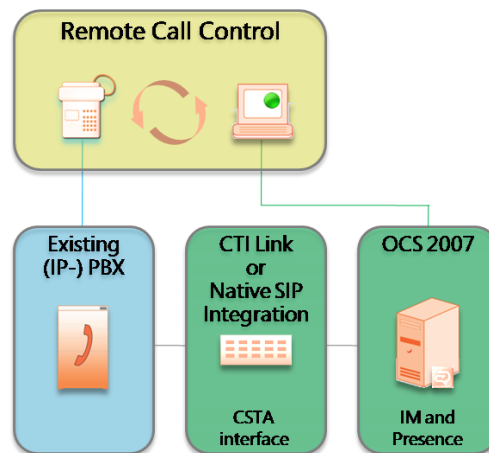 Remote Call Control
Existing
(IP-) PBX
CTI Link
or
Native SIP
Integration
CSTA
interface
OCS 2007
IM and
Presence